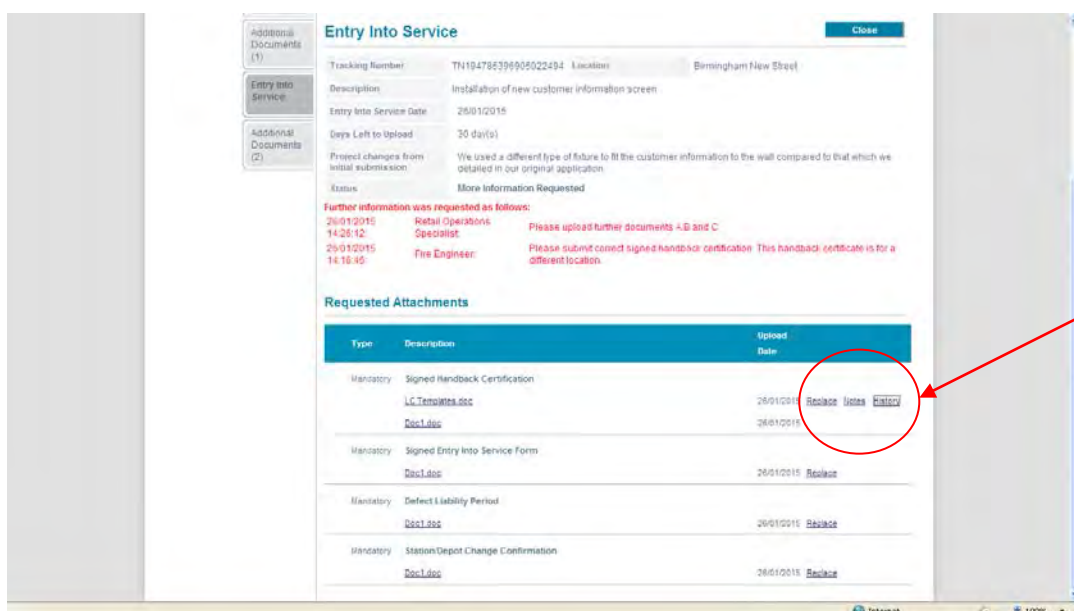 Additional
Documents
(1)
Entry Into
Service
Additional
Documents
(2)
Entry Into Service
Close
Tracking Number
Location
Birmingham New Street
Description
Installation of new customer information screen
Entry Into Service Date
26/01/2015
Days Left to Upload
30 day(s)
Project changes from
initial submission
We used a different type of fixture to fit the customer information to the wall compared to that which we
detailed in our original application
Status
More Information Requested
Further information was requested as follows:
26/01/2015
14:26:12
Retail Operations
Specialist:
Please upload further documents A,B and C
26/01/2015
Fire Engineer:
Please submit correct signed handback certification. This handback certificate is for a
different location.
Requested Attachments
Type
Description
Upload
Date
Mandatory
Signed Handback Certification
LC Templates.doc
26/01/2015 Replace Notes History
Doc1.doc
26/01/2015
Mandatory
Signed Entry Into Service Form
Doc1.doc
26/01/2015 Replace
Mandatory
Defect Liability Period
Doc1.doc
26/01/2015 Replace
Mandatory
Station/Depot Change Confirmation
Doc1.doc
26/01/2015 Replace
Internet
100%